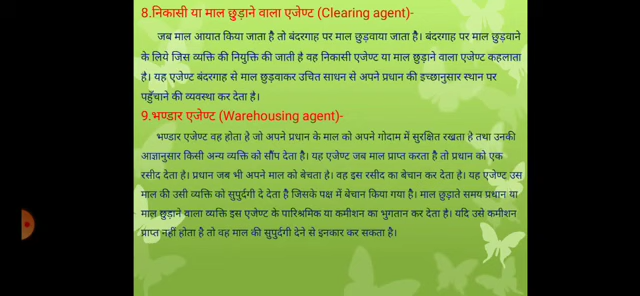 8.निकासी या माल छुड़ाने वाला एजेण्ट (Clearing agent)-
जब माल आयात किया जाता है तो बंदरगाह पर माल छुड़वाया जाता है। बंदरगाह पर माल छुड़वाने
के लिये जिस व्यक्ति की नियुक्ति की जाती है वह निकासी एजेण्ट या माल छुड़ाने वाला एजेण्ट कहलाता
है। यह एजेण्ट बंदरगाह से माल छुड़वाकर उचित साधन से अपने प्रधान की इच्छानुसार स्थान पर
पहुँचाने की व्यवस्था कर देता है।
9.भण्डार एजेण्ट (Warehousing agent)-
भण्डार एजेण्ट वह होता है जो अपने प्रधान के माल को अपने गोदाम में सुरक्षित रखता है तथा उनकी
आज्ञानुसार किसी अन्य व्यक्ति को सौंप देता है। यह एजेण्ट जब माल प्राप्त करता है तो प्रधान को एक
रसीद देता है। प्रधान जब भी अपने माल को बेचता है। वह इस रसीद का बेचान कर देता है। यह एजेण्ट उस
माल की उसी व्यक्ति को सुपुर्दगी दे देता है जिसके पक्ष में बेचान किया गया है। माल छुड़ाते समय प्रधान या
माल छुड़ाने वाला व्यक्ति इस एजेण्ट के पारिश्रमिक या कमीशन का भुगतान कर देता है। यदि उसे कमीशन
प्राप्त नहीं होता है तो वह माल की सुपुर्दगी देने से इनकार कर सकता है।